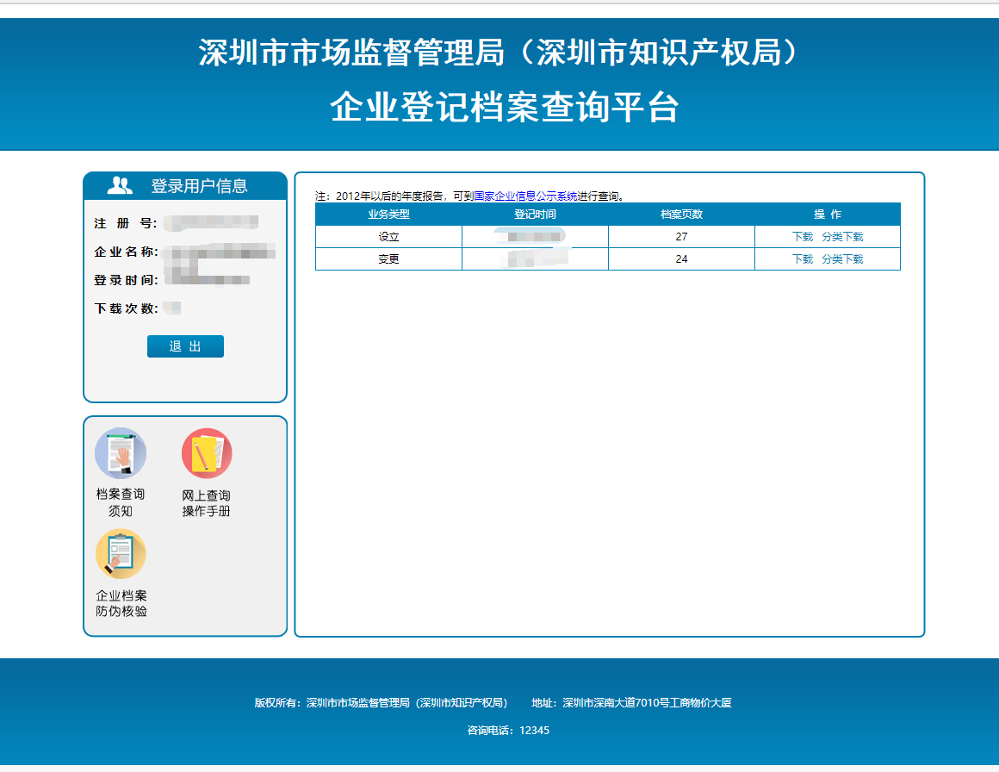 深圳市市场监督管理局（深圳市知识产权局）
企业登记档案查询平台
登录用户信息
注 册 号：
企业名称：
登录时间：
下载次数：
退 出
档案查询
须知
网上查询
操作手册
企业档案
防伪核验
注：2012年以后的年度报告，可到国家企业信息公示系统进行查询。
业务类型 登记时间 档案页数 操 作
设立 27 下载 分类下载
变更 24 下载 分类下载
版权所有：深圳市市场监督管理局（深圳市知识产权局） 地址：深圳市深南大道7010号工商物价大厦
咨询电话：12345